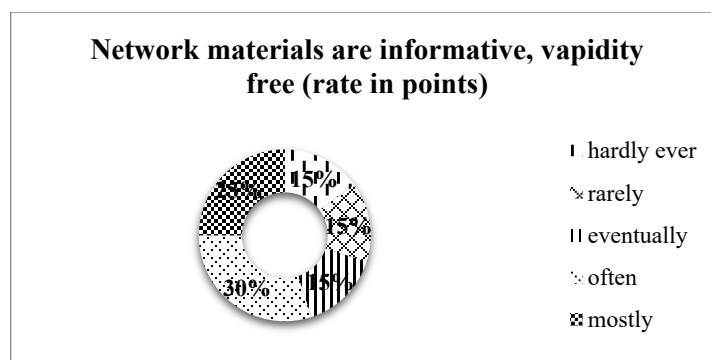 Network materials are informative, vapidity
free (rate in points)
15%
15%
15%
30%
hardly ever
rarely
eventually
often
mostly